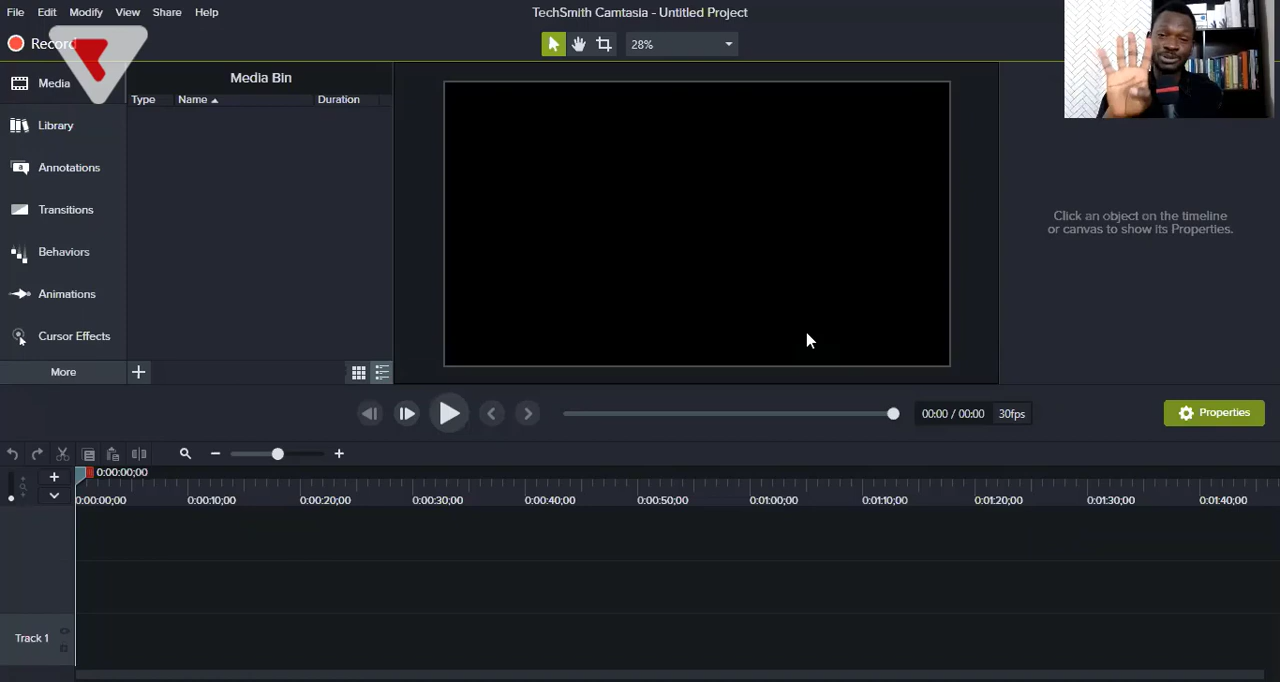 File Edit Modify View Share Help
TechSmith Camtasia - Untitled Project
Record
28%
Media
Library
Annotations
Transitions
Behaviors
Animations
Cursor Effects
More
Media Bin
Type Name Duration
Click an object on the timeline
or canvas to show its Properties.
00:00 / 00:00 30fps
Properties
0:00:00;00
0:00:00;00 0:00:10;00 0:00:20;00 0:00:30;00 0:00:40;00 0:00:50;00 0:01:00;00 0:01:10;00 0:01:20;00 0:01:30;00 0:01:40;00
Track 1